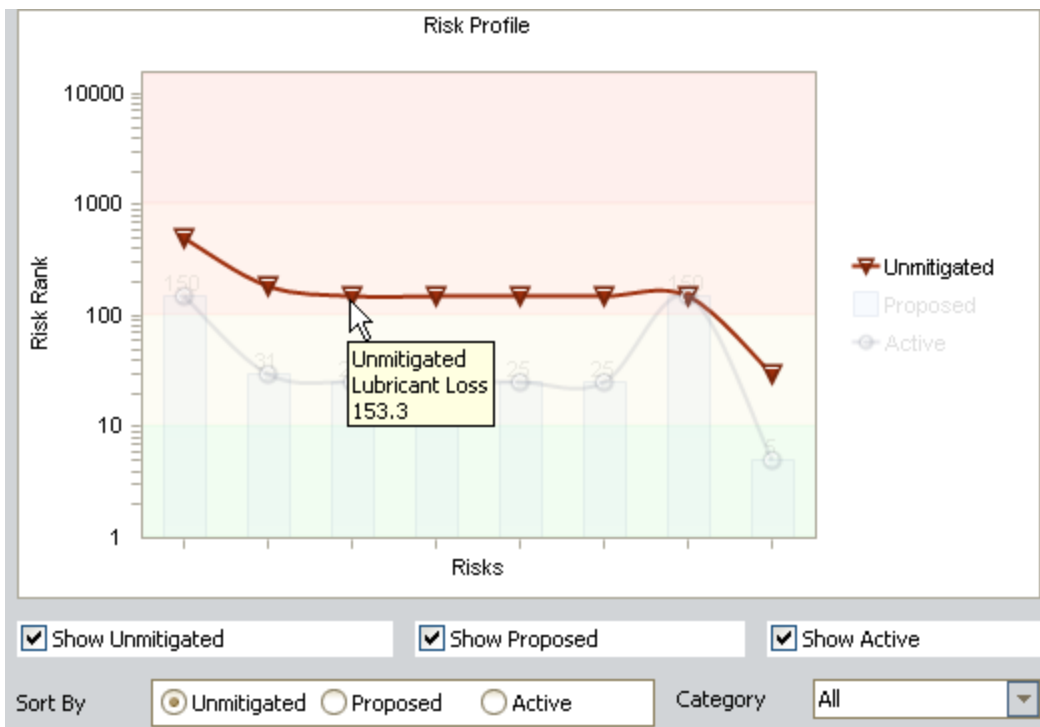 Risk Profile
10000
1000
100
10
1
Risk Rank
150
31
25
25
150
5
Unmitigated
Lubricant Loss
153.3
Risks
Unmitigated
Proposed
Active
Show Unmitigated
Show Proposed
Show Active
Sort By
Unmitigated
Proposed
Active
Category
All